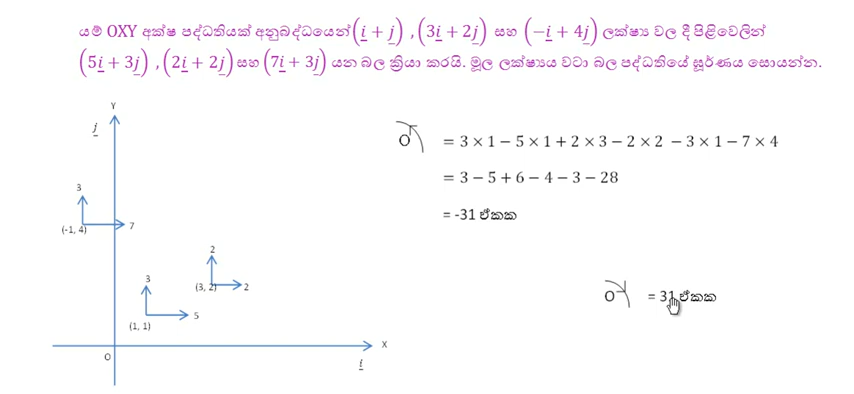 යම් OXY අක්ෂ පද්ධතියක් අනුබද්ධයෙන් (i + j) , (3i + 2j) සහ (−i + 4j) ලක්ෂ්‍ය වල දී පිළිවෙලින්
(5i + 3j) , (2i + 2j) සහ (7i + 3j) යන බල ක්‍රියා කරයි. මූල ලක්ෂ්‍යය වටා බල පද්ධතියේ ඝූර්ණය සොයන්න.
Y
j
O = 3 × 1 − 5 × 1 + 2 × 3 − 2 × 2 − 3 × 1 − 7 × 4
= 3 − 5 + 6 − 4 − 3 − 28
3
= -31 ඒකක
7
(-1, 4)
2
3
(3, 2)
2
O = 31 ඒකක
5
(1, 1)
X
O
i